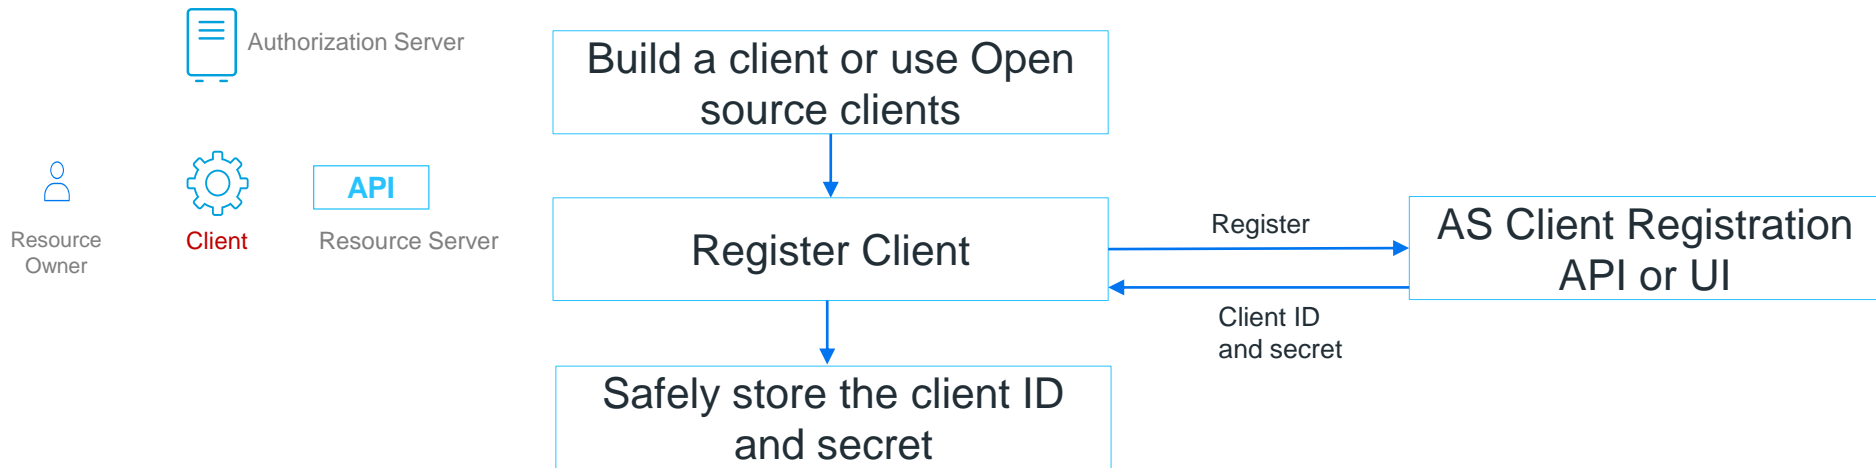 Authorization Server
Resource
Owner
Client
API
Resource Server
Build a client or use Open
source clients
Register Client
Register
AS Client Registration
API or UI
Client ID
and secret
Safely store the client ID
and secret